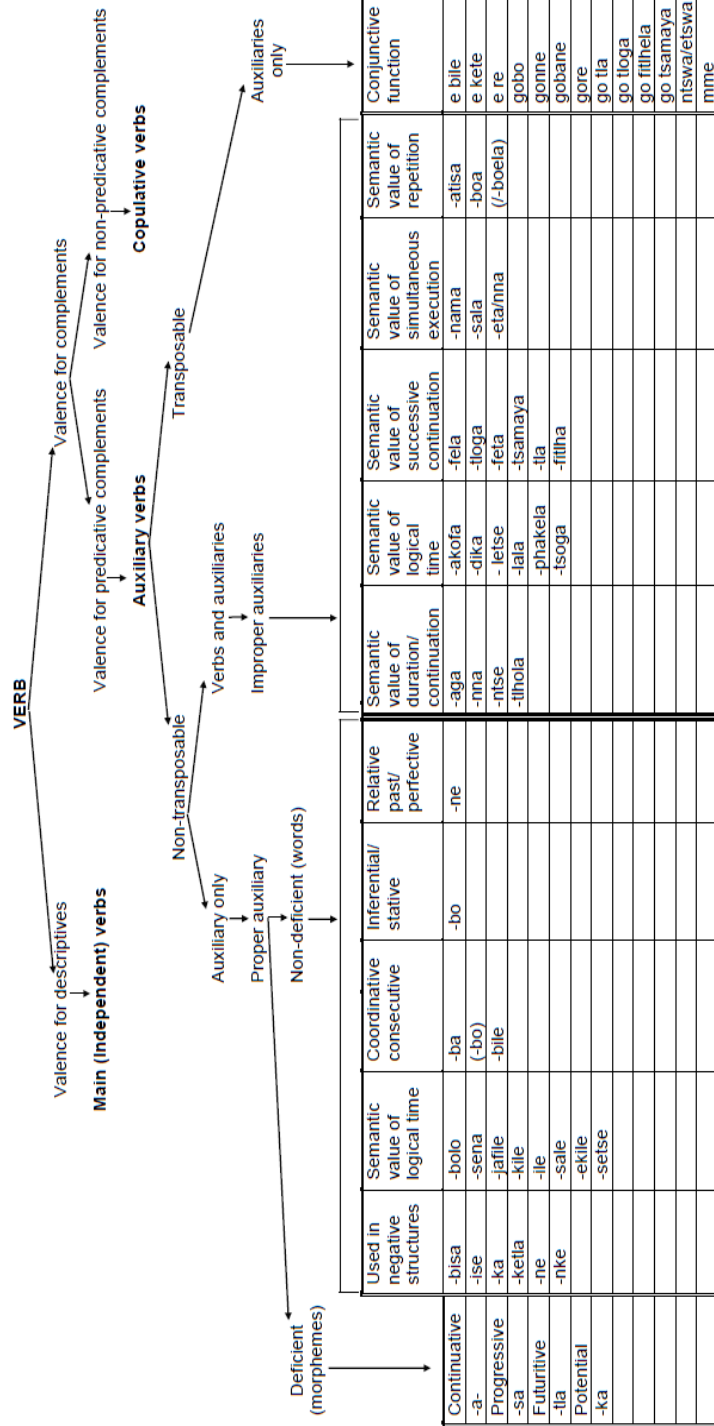 VERB
Valence for descriptives
Valence for complements
Main (Independent) verbs
Valence for predicative complements
Valence for non-predicative complements
Auxiliary verbs
Copulative verbs
Non-transposable
Transposable
Auxiliary only
Verbs and auxiliaries
Auxiliaries
only
Proper auxiliary
Improper auxiliaries
Deficient
(morphemes)
Non-deficient (words)
Continuative
-a-
Progressive
-sa
Futuritive
-tla
Potential
-ka
Used in
negative
structures
-bisa
-ise
-ka
-ketla
-ne
-nke
Semantic
value of
logical time
-bolo
-sena
-jafile
-kile
-ile
-sale
-ekile
-setse
Coordinative
consecutive
-ba
(-bo)
-bile
Inferential/
stative
-bo
Relative
past/
perfective
-ne
Semantic
value of
duration/
continuation
-aga
-nna
-ntse
-tlhola
Semantic
value of
logical
time
-akofa
-dika
- letse
-lala
-phakela
-tsoga
Semantic
value of
successive
continuation
-fela
-tloga
-feta
-tsamaya
-tla
-fitlha
Semantic
value of
simultaneous
execution
-nama
-sala
-eta/nna
Semantic
value of
repetition
-atisa
-boa
(/-boela)
Conjunctive
function
e bile
e kete
e re
gobo
gonne
gobane
gore
go tla
go tloga
go fitlhela
go tsamaya
ntswa/etswa
mme